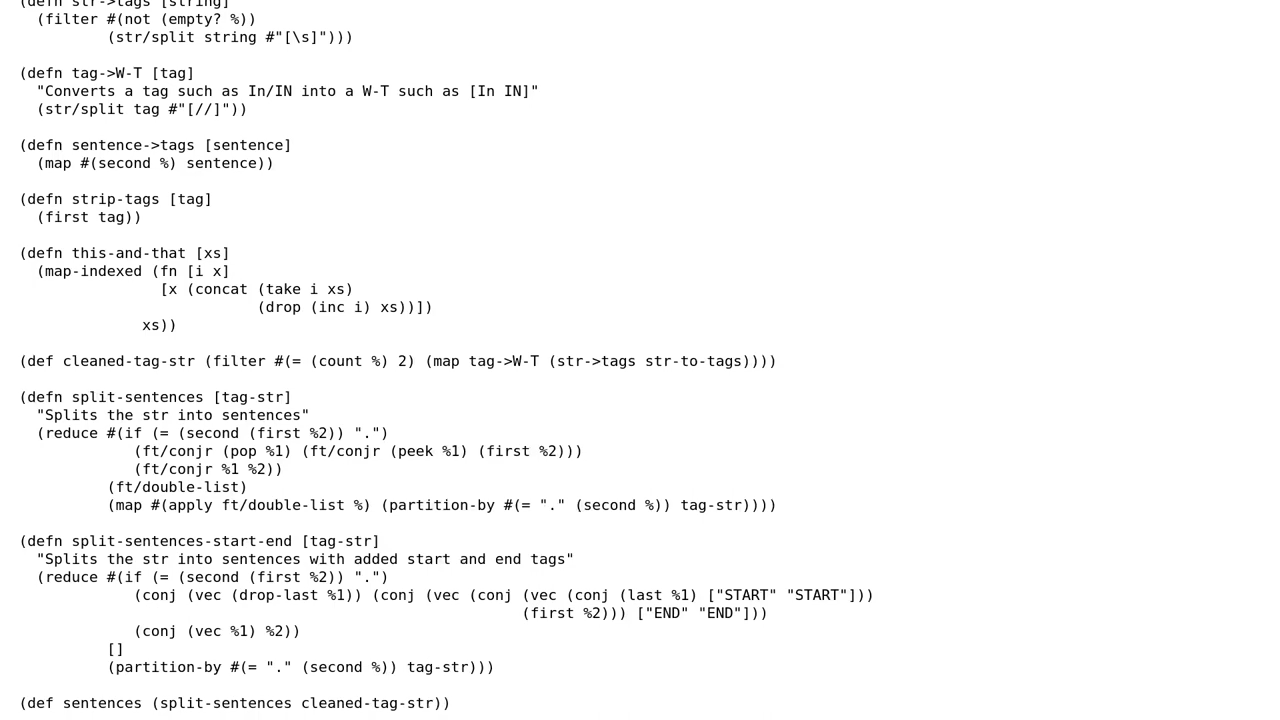 (defn str->tags [string]
  (filter #(not (empty? %))
          (str/split string #"[\s]")))

(defn tag->W-T [tag]
  "Converts a tag such as In/IN into a W-T such as [In IN]"
  (str/split tag #"[//]"))

(defn sentence->tags [sentence]
  (map #(second %) sentence))

(defn strip-tags [tag]
  (first tag))

(defn this-and-that [xs]
  (map-indexed (fn [i x]
                [x (concat (take i xs)
                           (drop (inc i) xs))])
              xs))

(def cleaned-tag-str (filter #(= (count %) 2) (map tag->W-T (str->tags str-to-tags))))

(defn split-sentences [tag-str]
  "Splits the str into sentences"
  (reduce #(if (= (second (first %2)) ".")
             (ft/conjr (pop %1) (ft/conjr (peek %1) (first %2)))
             (ft/conjr %1 %2))
          (ft/double-list)
          (map #(apply ft/double-list %) (partition-by #(= "." (second %)) tag-str))))

(defn split-sentences-start-end [tag-str]
  "Splits the str into sentences with added start and end tags"
  (reduce #(if (= (second (first %2)) ".")
             (conj (vec (drop-last %1)) (conj (vec (conj (vec (conj (last %1) ["START" "START"]))
                                                         (first %2))) ["END" "END"]))
             (conj (vec %1) %2))
          []
          (partition-by #(= "." (second %)) tag-str)))

(def sentences (split-sentences cleaned-tag-str))